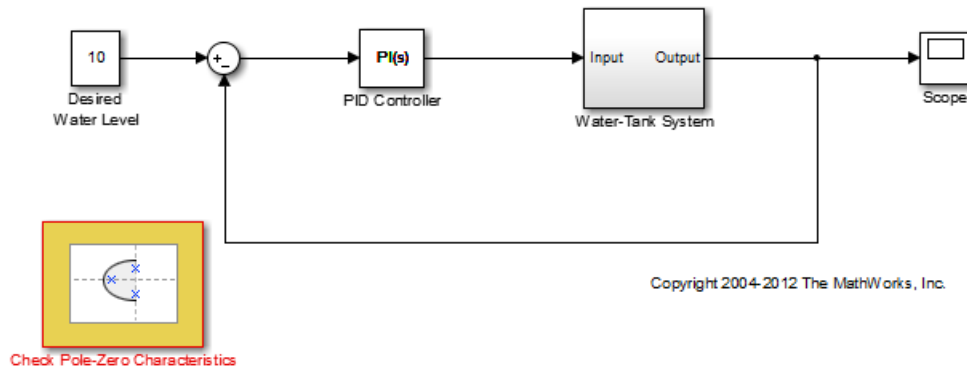 10
Desired
Water Level
+
-
PI(s)
PID Controller
Input Output
Water-Tank System
Scope
Copyright 2004-2012 The MathWorks, Inc.
Check Pole-Zero Characteristics